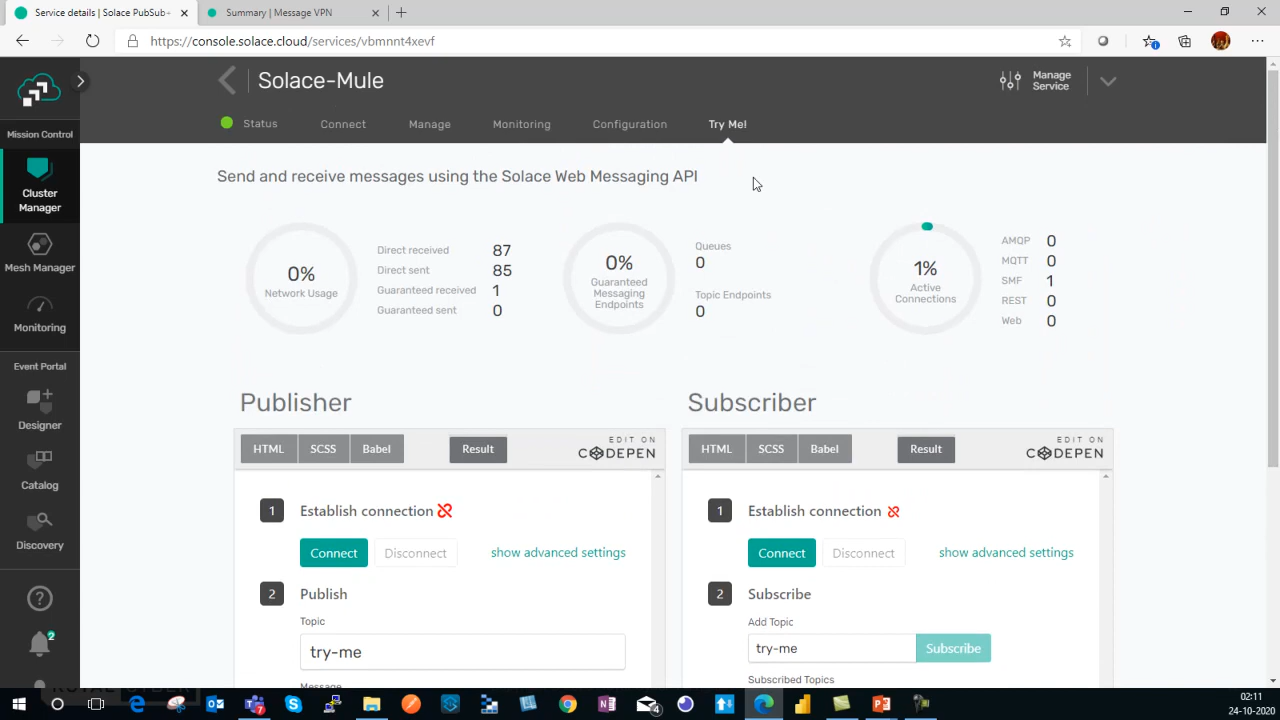 Service details | Solace PubSub+
Summary | Message VPN
https://console.solace.cloud/services/vbmnnt4xevf
Solace-Mule
Manage
Service
Status
Connect
Manage
Monitoring
Configuration
Try Me!
Mission Control
Cluster
Manager
Mesh Manager
Monitoring
Event Portal
Designer
Catalog
Discovery
2
Send and receive messages using the Solace Web Messaging API
0%
Network Usage
Direct received 87
Direct sent 85
Guaranteed received 1
Guaranteed sent 0
0%
Guaranteed
Messaging
Endpoints
Queues
0
Topic Endpoints
0
1%
Active
Connections
AMQP 0
MQTT 0
SMF 1
REST 0
Web 0
Publisher
HTML SCSS Babel Result
EDIT ON
CODEPEN
1 Establish connection
Connect Disconnect show advanced settings
2 Publish
Topic
try-me
Message
Subscriber
HTML SCSS Babel Result
EDIT ON
CODEPEN
1 Establish connection
Connect Disconnect show advanced settings
2 Subscribe
Add Topic
try-me Subscribe
Subscribed Topics
ROYAL CYBER
7
4
02:11
24-10-2020